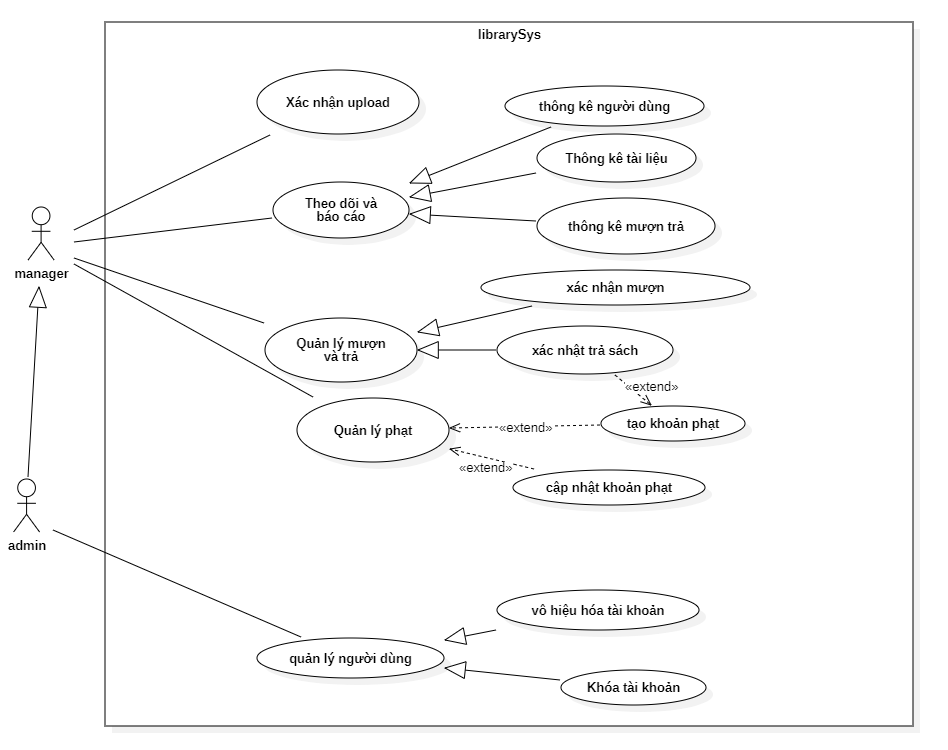 librarySys
Xác nhận upload
thông kê người dùng
Thông kê tài liệu
Theo dõi và
báo cáo
thông kê mượn trả
manager
xác nhận mượn
Quản lý mượn
và trả
xác nhật trả sách
«extend»
tạo khoản phạt
Quản lý phạt
«extend»
«extend»
cập nhật khoản phạt
admin
vô hiệu hóa tài khoản
quản lý người dùng
Khóa tài khoản